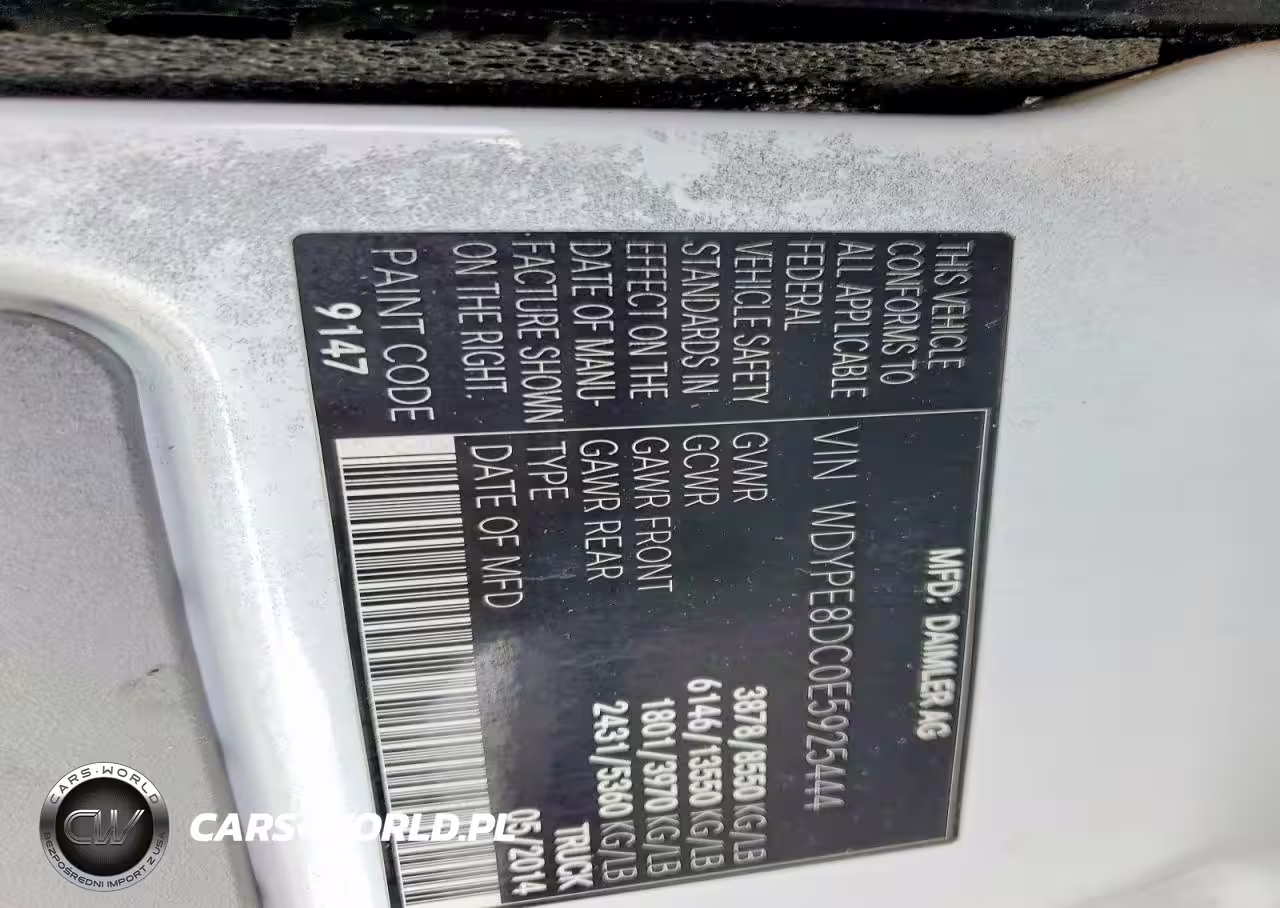 MFD: DAIMLER AG
THIS VEHICLE
CONFORMS TO
ALL APPLICABLE
FEDERAL
VEHICLE SAFETY
STANDARDS IN
EFFECT ON THE
DATE OF MANU-
FACTURE SHOWN
ON THE RIGHT.
PAINT CODE
9147
VIN WDYPE8DC0E5925444
GVWR 3878/8550 KG/LB
GCWR 6146/13550 KG/LB
GAWR FRONT 1801/3970 KG/LB
GAWR REAR 2431/5360 KG/LB
TYPE TRUCK
DATE OF MFD 05/2014
CARS-WORLD
CW
BEZPOŚREDNI IMPORT Z USA
CARS-WORLD.PL